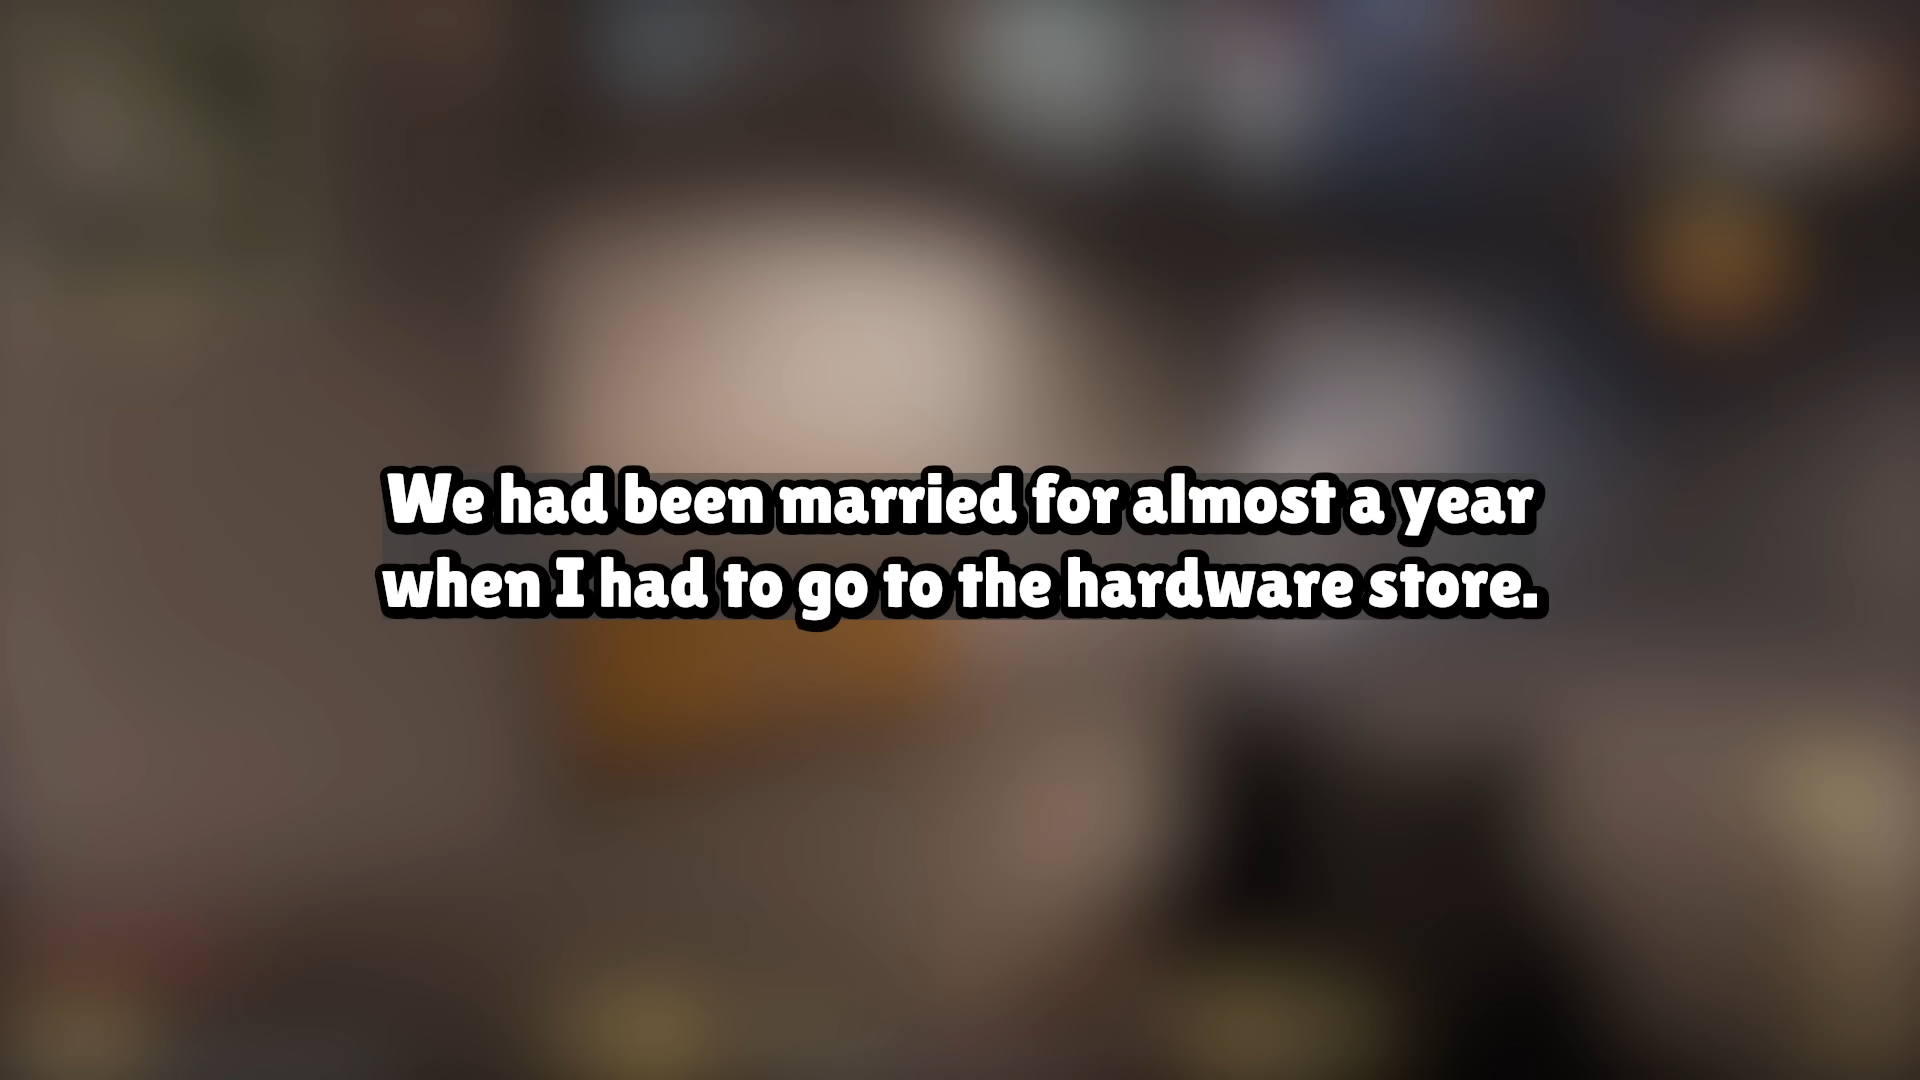 We had been married for almost a year
when I had to go to the hardware store.